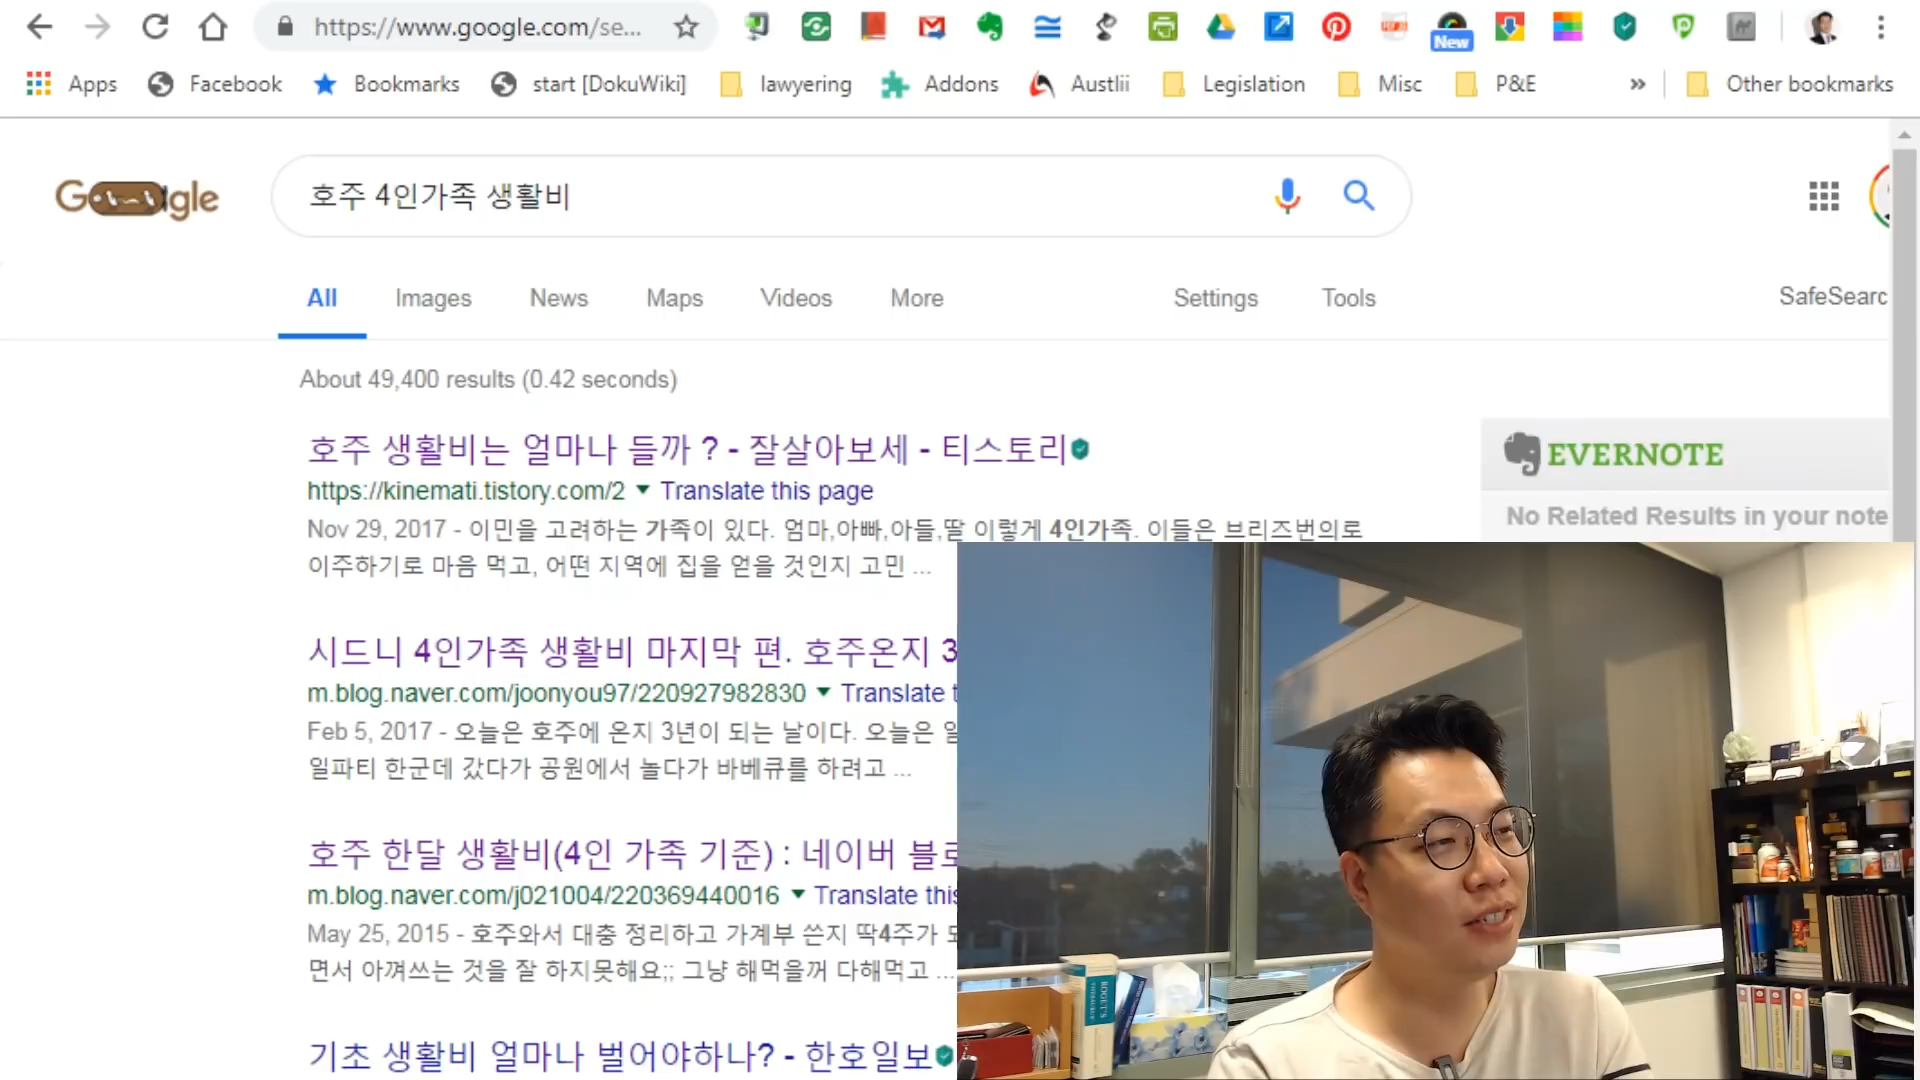 https://www.google.com/se...
New
Apps Facebook Bookmarks start [DokuWiki] lawyering Addons Austlii Legislation Misc P&E » Other bookmarks
Google 호주 4인가족 생활비
All Images News Maps Videos More Settings Tools SafeSearc
About 49,400 results (0.42 seconds)
호주 생활비는 얼마나 들까 ? - 잘살아보세 - 티스토리
https://kinemati.tistory.com/2 Translate this page
Nov 29, 2017 - 이민을 고려하는 가족이 있다. 엄마,아빠,아들,딸 이렇게 4인가족. 이들은 브리즈번의로
이주하기로 마음 먹고, 어떤 지역에 집을 얻을 것인지 고민 ...
EVERNOTE
No Related Results in your note
시드니 4인가족 생활비 마지막 편. 호주온지 3
m.blog.naver.com/joonyou97/220927982830 Translate t
Feb 5, 2017 - 오늘은 호주에 온지 3년이 되는 날이다. 오늘은 일
일파티 한군데 갔다가 공원에서 놀다가 바베큐를 하려고 ...
호주 한달 생활비(4인 가족 기준) : 네이버 블로
m.blog.naver.com/j021004/220369440016 Translate this
May 25, 2015 - 호주와서 대충 정리하고 가계부 쓴지 딱4주가 되
면서 아껴쓰는 것을 잘 하지못해요;; 그냥 해먹을꺼 다해먹고 ...
기초 생활비 얼마나 벌어야하나? - 한호일보
ROGET'S
THESAURUS